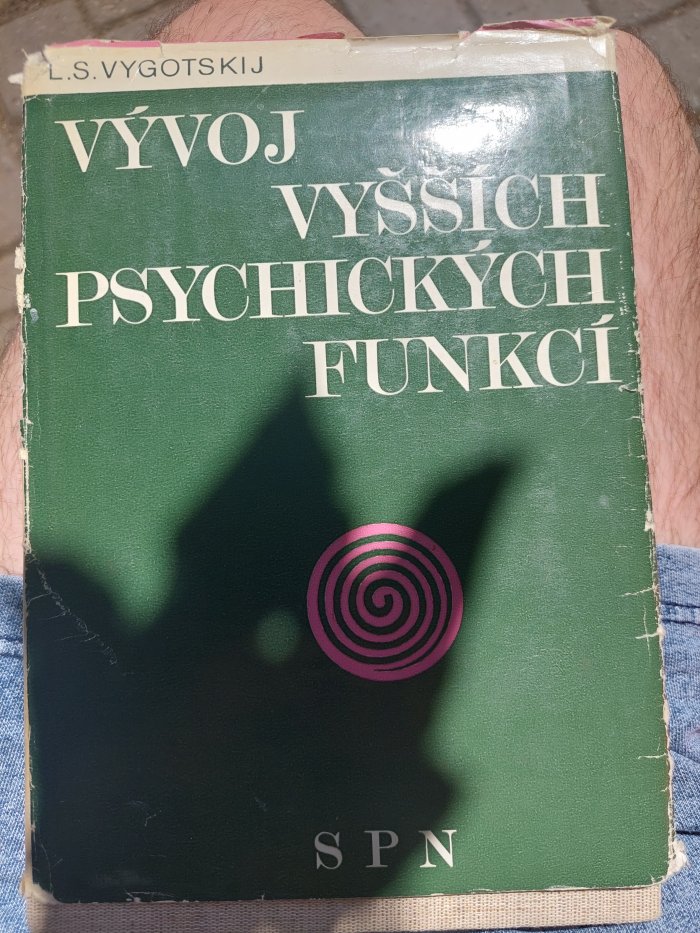 L.S.VYGOTSKIJ
VÝVOJ
VYŠŠÍCH
PSYCHICKÝCH
FUNKCÍ
SPN